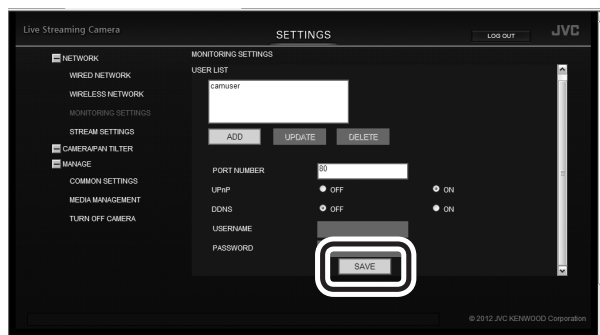 Live Streaming Camera
SETTINGS
LOG OUT
JVC
NETWORK
WIRED NETWORK
WIRELESS NETWORK
MONITORING SETTINGS
STREAM SETTINGS
CAMERA/PAN TILTER
MANAGE
COMMON SETTINGS
MEDIA MANAGEMENT
TURN OFF CAMERA
MONITORING SETTINGS
USER LIST
camuser
ADD UPDATE DELETE
PORT NUMBER 80
UPnP OFF ON
DDNS OFF ON
USERNAME
PASSWORD
SAVE
© 2012 JVC KENWOOD Corporation